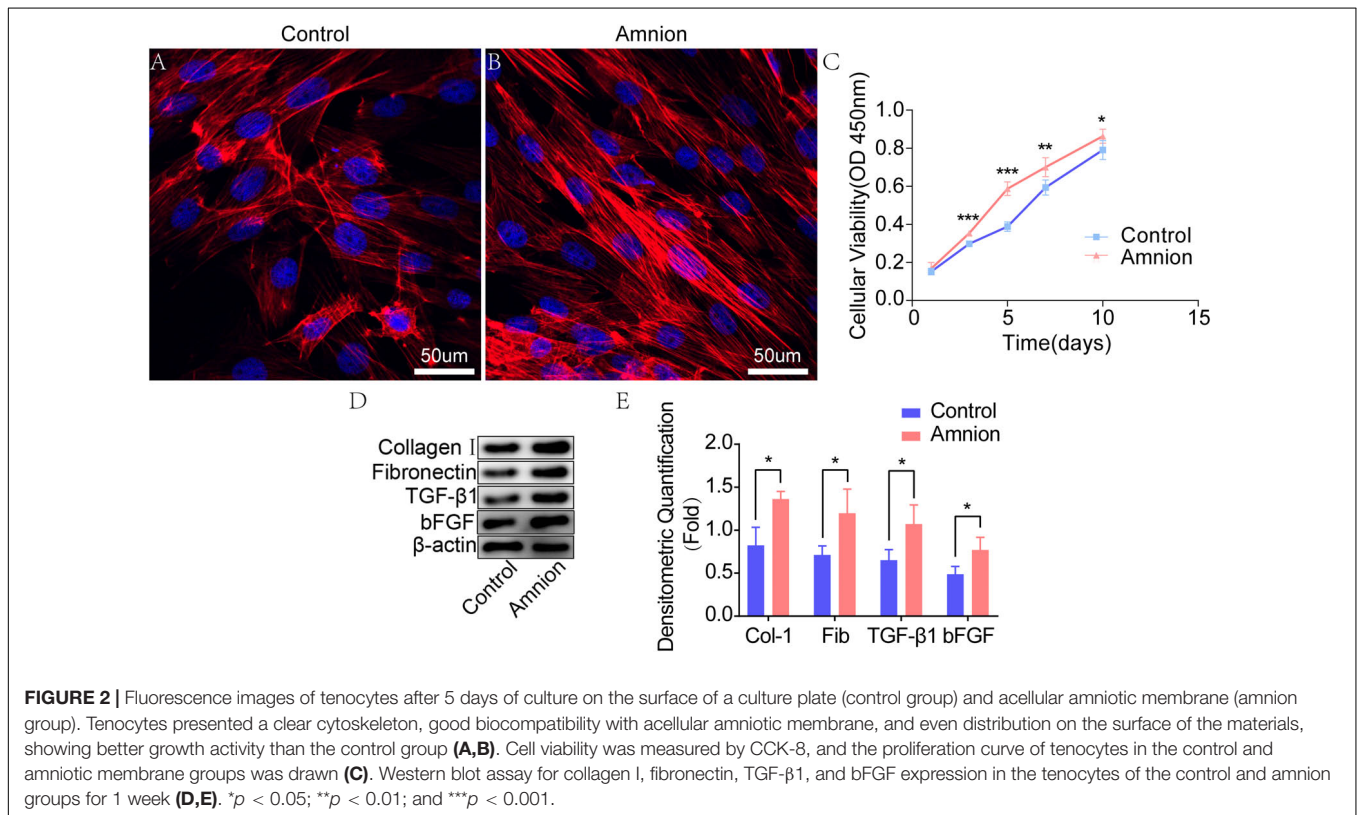 Control
Amnion
A
B
C
50um
50um
Cellular Viability(OD 450nm)
1.0
0.8
0.6
0.4
0.2
0.0
*
**
***
***
Control
Amnion
0
5
10
15
Time(days)
D
Collagen I
Fibronectin
TGF-β1
bFGF
β-actin
Control
Amnion
E
Control
Amnion
Densitometric Quantification
(Fold)
2.0
1.5
1.0
0.5
0.0
*
*
*
*
Col-1
Fib
TGF-β1
bFGF
FIGURE 2 | Fluorescence images of tenocytes after 5 days of culture on the surface of a culture plate (control group) and acellular amniotic membrane (amnion
group). Tenocytes presented a clear cytoskeleton, good biocompatibility with acellular amniotic membrane, and even distribution on the surface of the materials,
showing better growth activity than the control group (A,B). Cell viability was measured by CCK-8, and the proliferation curve of tenocytes in the control and
amniotic membrane groups was drawn (C). Western blot assay for collagen I, fibronectin, TGF-β1, and bFGF expression in the tenocytes of the control and amnion
groups for 1 week (D,E). *p < 0.05; **p < 0.01; and ***p < 0.001.